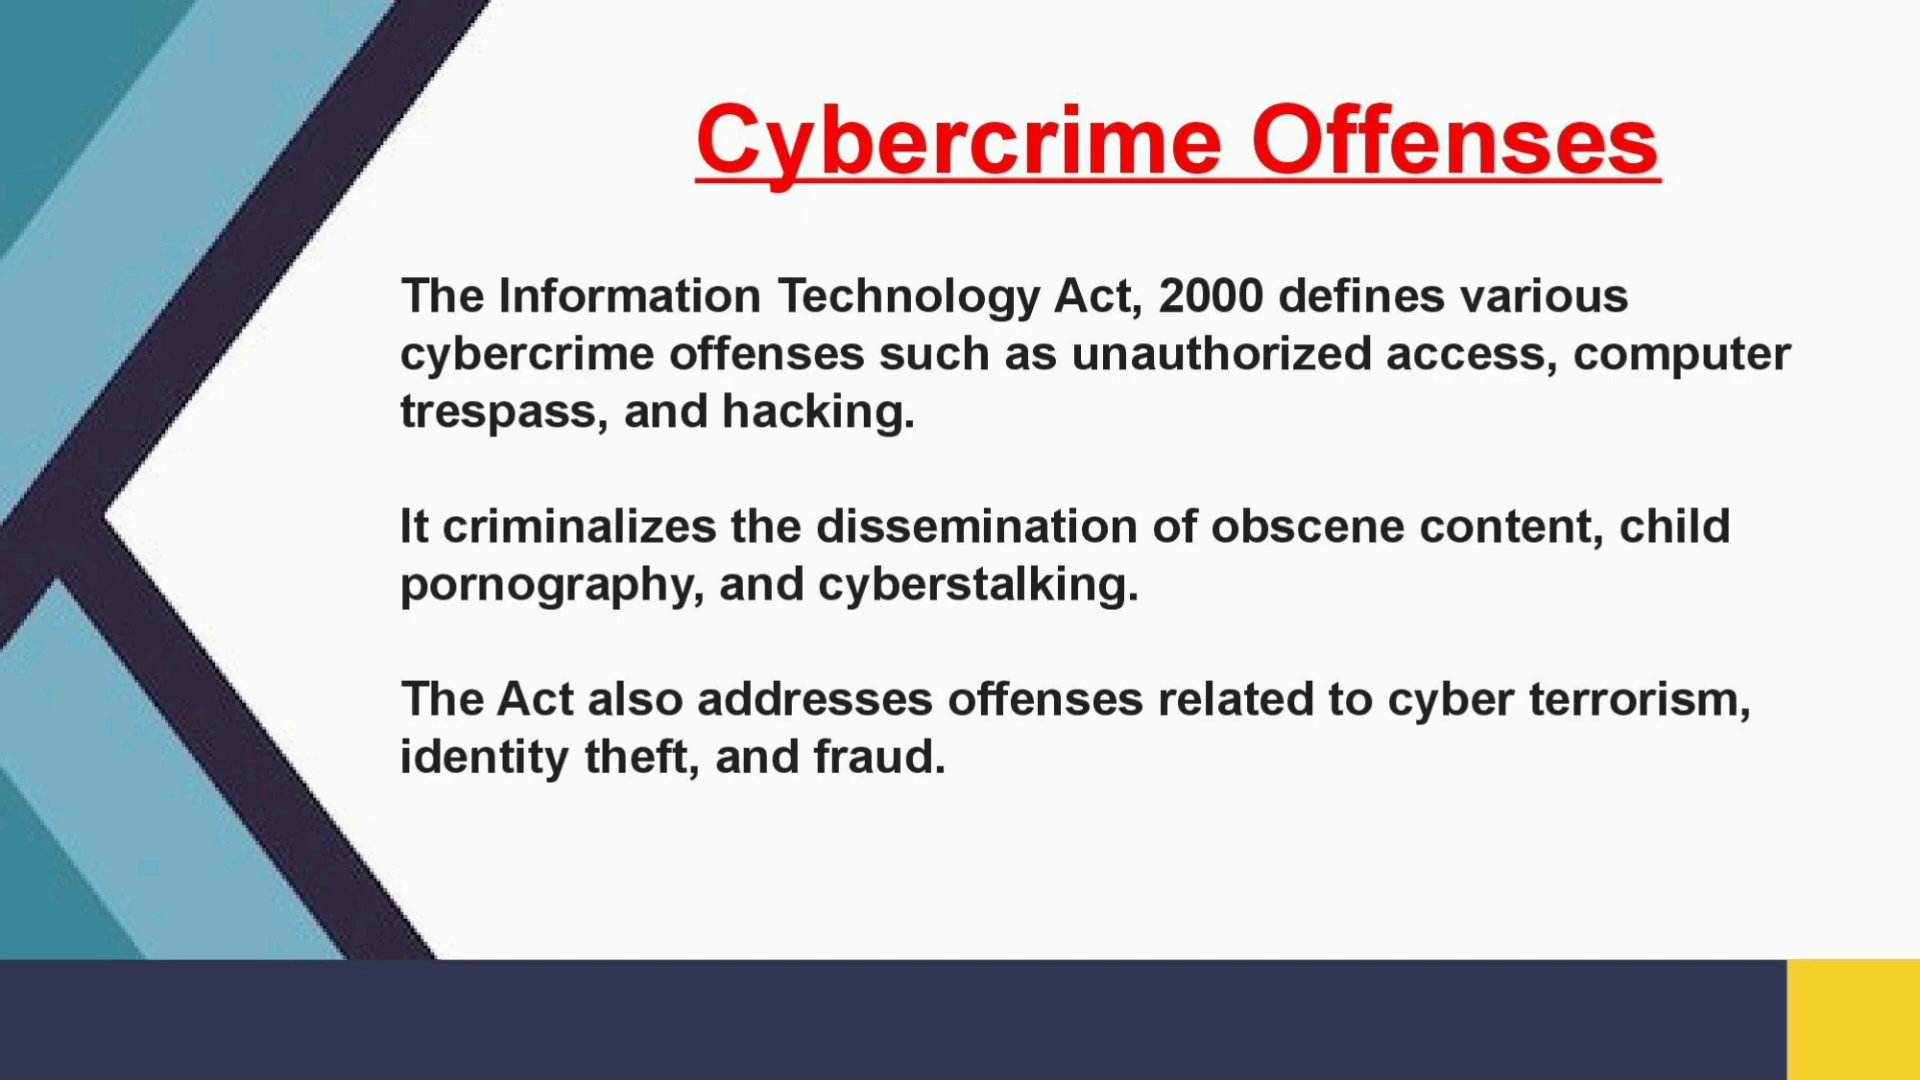 Cybercrime Offenses
The Information Technology Act, 2000 defines various
cybercrime offenses such as unauthorized access, computer
trespass, and hacking.
It criminalizes the dissemination of obscene content, child
pornography, and cyberstalking.
The Act also addresses offenses related to cyber terrorism,
identity theft, and fraud.